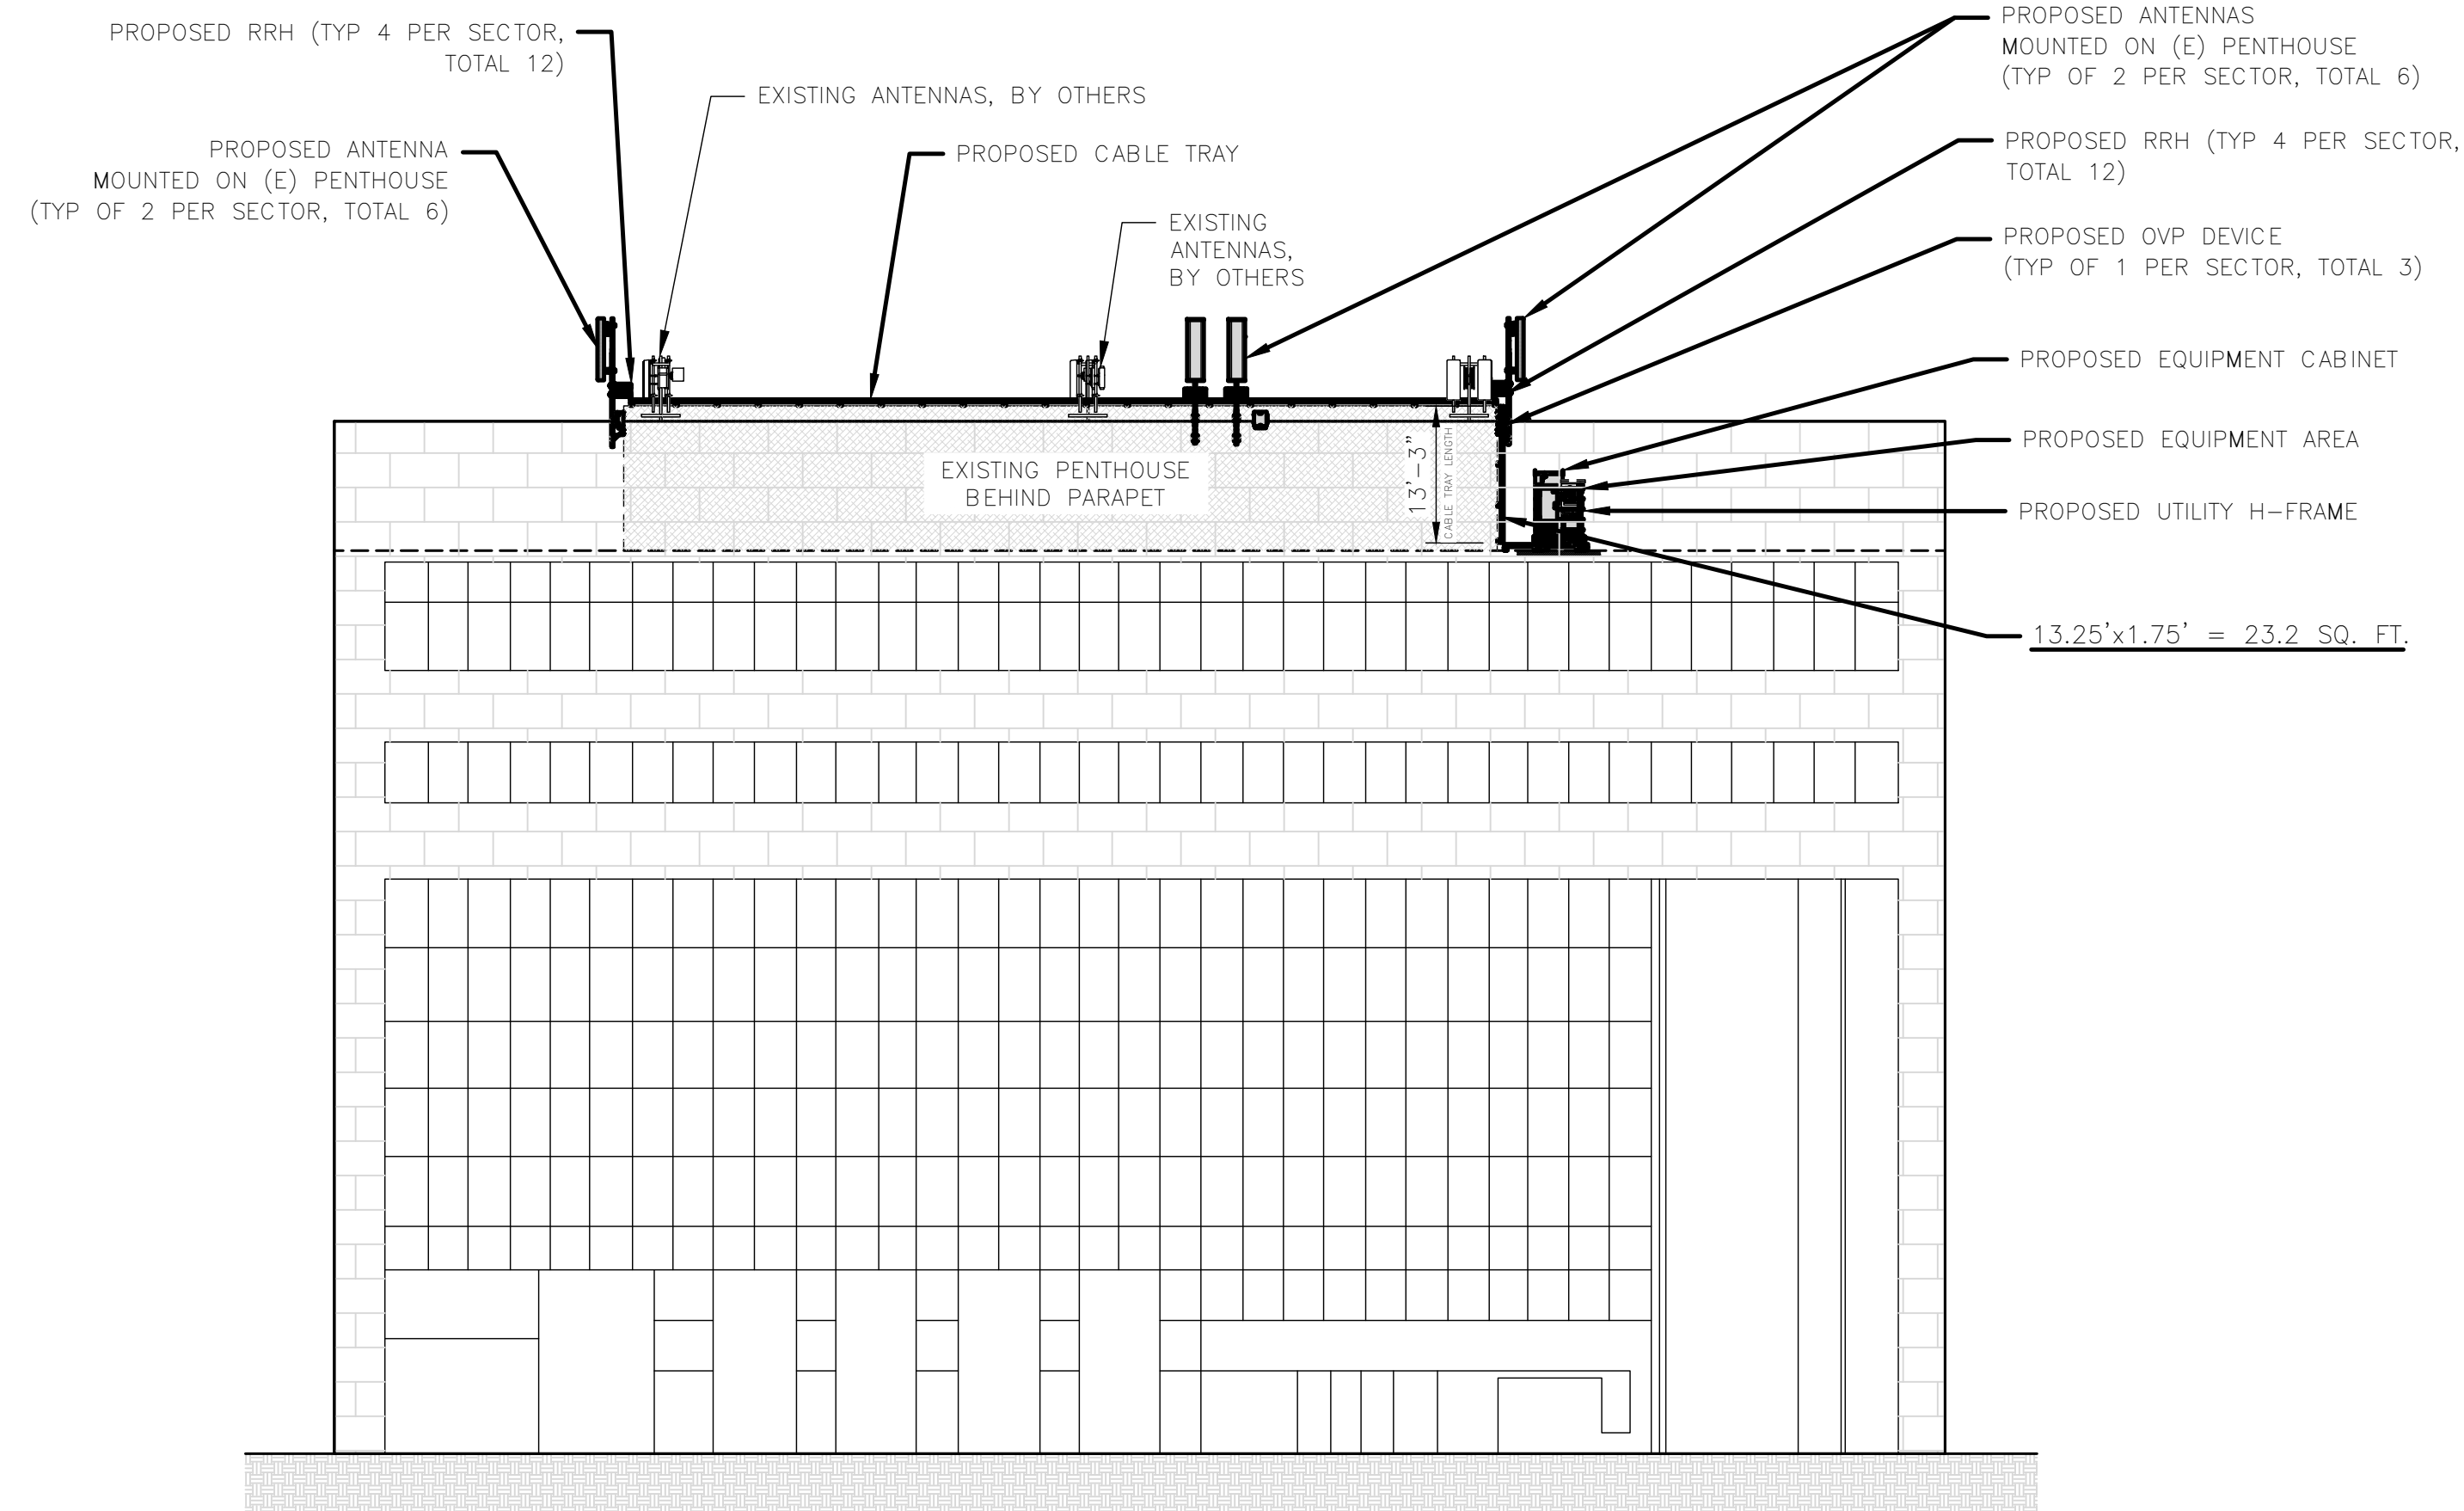 PROPOSED RRH (TYP 4 PER SECTOR,
TOTAL 12)
EXISTING ANTENNAS, BY OTHERS
PROPOSED ANTENNA
MOUNTED ON (E) PENTHOUSE
(TYP OF 2 PER SECTOR, TOTAL 6)
PROPOSED CABLE TRAY
EXISTING
ANTENNAS,
BY OTHERS
PROPOSED ANTENNAS
MOUNTED ON (E) PENTHOUSE
(TYP OF 2 PER SECTOR, TOTAL 6)
PROPOSED RRH (TYP 4 PER SECTOR,
TOTAL 12)
PROPOSED OVP DEVICE
(TYP OF 1 PER SECTOR, TOTAL 3)
PROPOSED EQUIPMENT CABINET
PROPOSED EQUIPMENT AREA
PROPOSED UTILITY H-FRAME
13.25'x1.75' = 23.2 SQ. FT.
EXISTING PENTHOUSE
BEHIND PARAPET
13'-3"
CABLE TRAY LENGTH